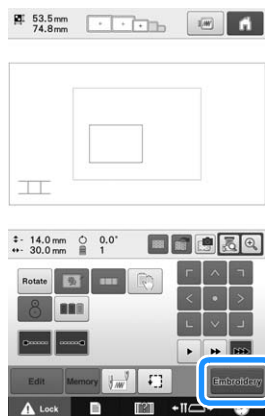 53.5mm
74.8mm
- 14.0mm 0.0°
- 30.0mm 1
Rotate
Edit Memory Embroidery
Lock